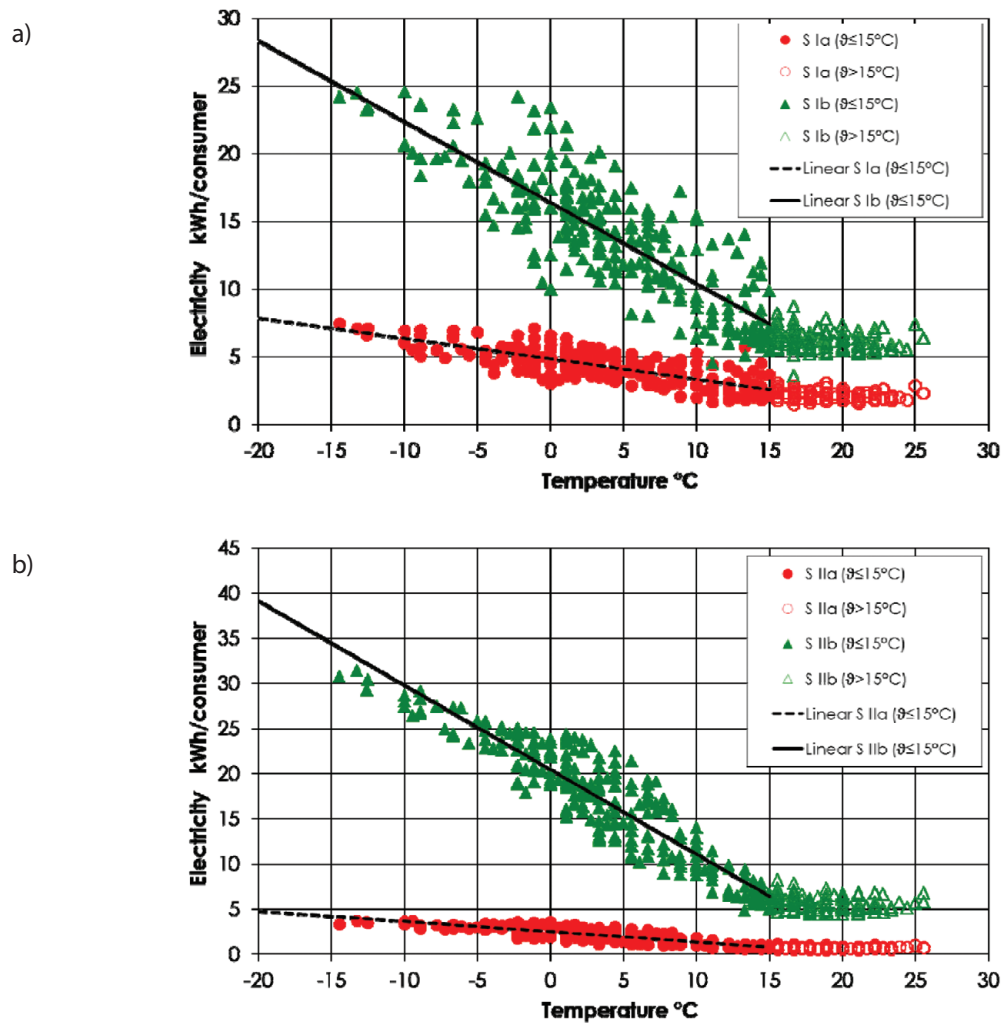 a)
30
25
20
15
10
5
0
Electricity kWh/consumer
-20 -15 -10 -5 0 5 10 15 20 25 30
Temperature °C
S Ia (ϑ≤15°C)
S Ia (ϑ>15°C)
S Ib (ϑ≤15°C)
S Ib (ϑ>15°C)
Linear S Ia (ϑ≤15°C)
Linear S Ib (ϑ≤15°C)
b)
45
40
35
30
25
20
15
10
5
0
Electricity kWh/consumer
-20 -15 -10 -5 0 5 10 15 20 25 30
Temperature °C
S IIa (ϑ≤15°C)
S IIa (ϑ>15°C)
S IIb (ϑ≤15°C)
S IIb (ϑ>15°C)
Linear S IIa (ϑ≤15°C)
Linear S IIb (ϑ≤15°C)